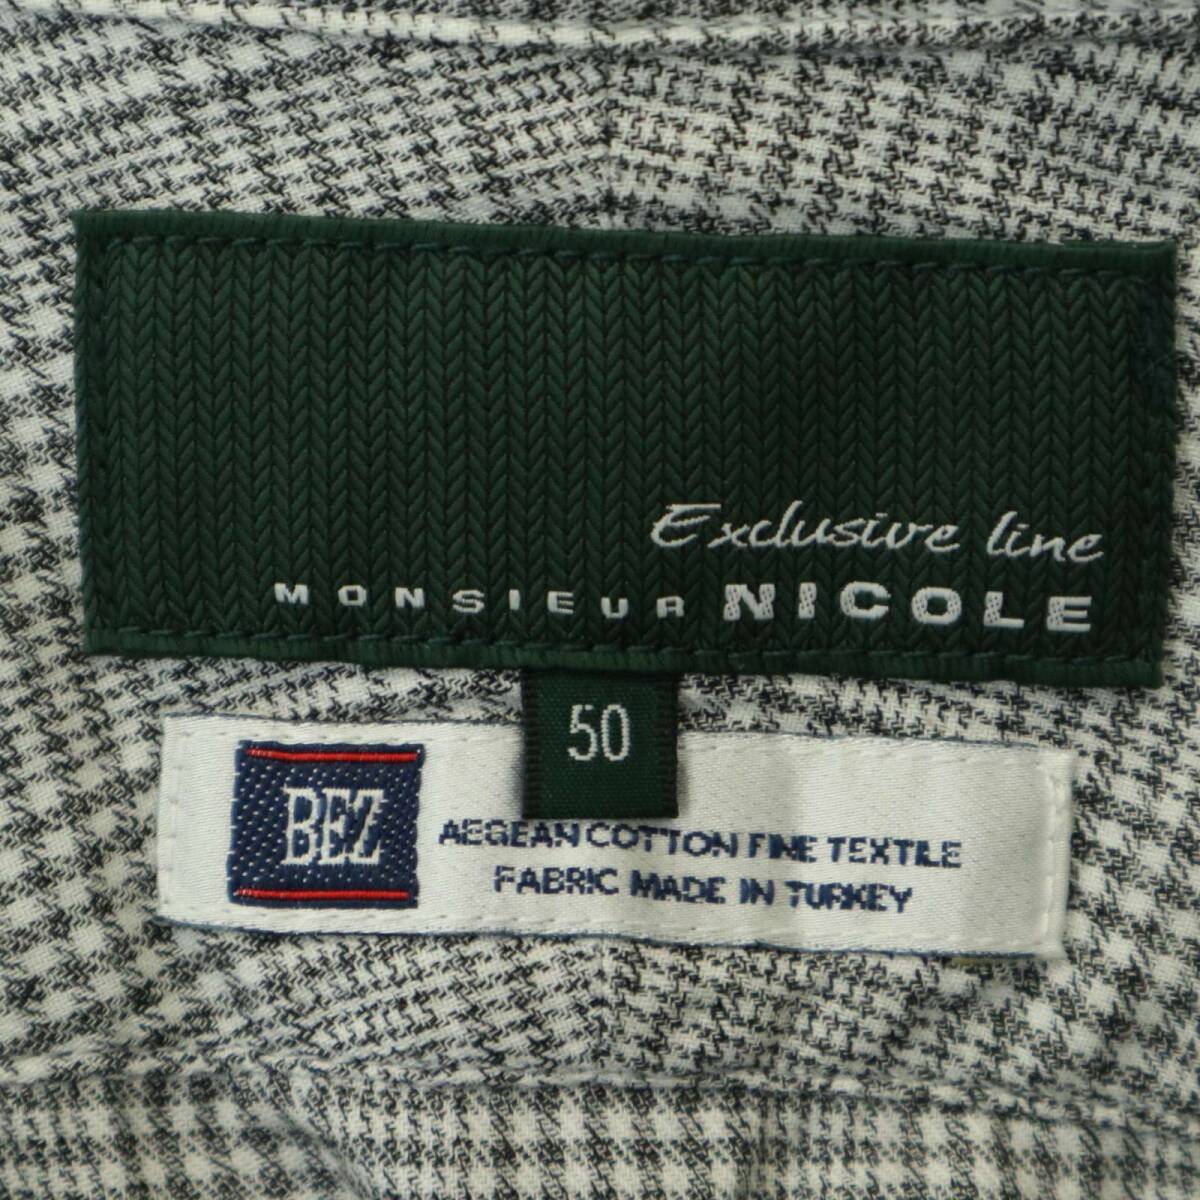 Exclusive line
MONSIEUR NICOLE
50
BEZ
AEGEAN COTTON FINE TEXTILE
FABRIC MADE IN TURKEY